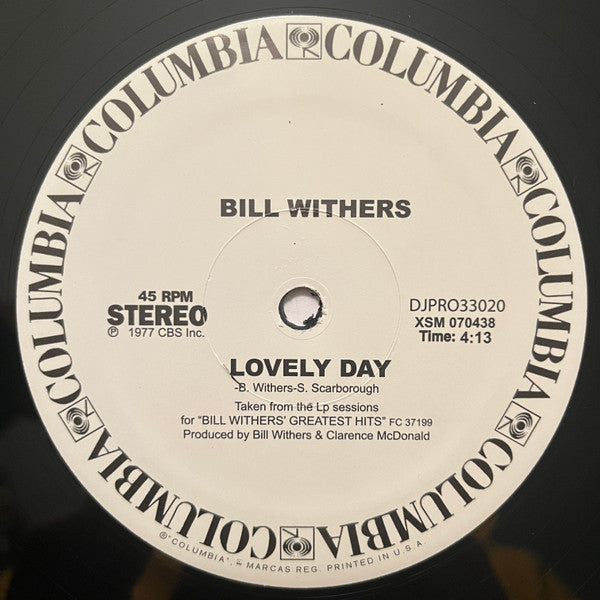 COLUMBIA COLUMBIA COLUMBIA COLUMBIA COLUMBIA COLUMBIA COLUMBIA COLUMBIA
BILL WITHERS
45 RPM
STEREO
℗ 1977 CBS Inc.
DJPRO33020
XSM 070438
Time: 4:13
LOVELY DAY
-B. Withers-S. Scarborough
Taken from the Lp sessions
for "BILL WITHERS' GREATEST HITS" FC 37199
Produced by Bill Withers & Clarence McDonald
® "COLUMBIA", MARCAS REG. PRINTED IN U.S.A.